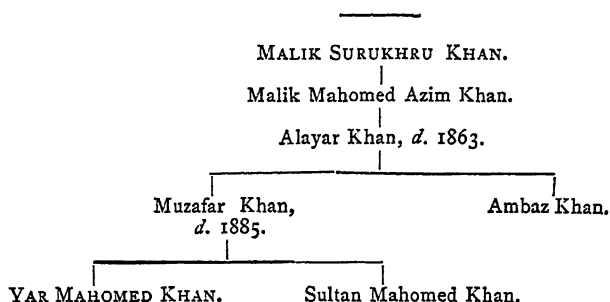 MALIK SURUKHRU KHAN.
Malik Mahomed Azim Khan.
Alayar Khan, d. 1863.
Muzafar Khan, Ambaz Khan.
d. 1885.
YAR MAHOMED KHAN. Sultan Mahomed Khan.